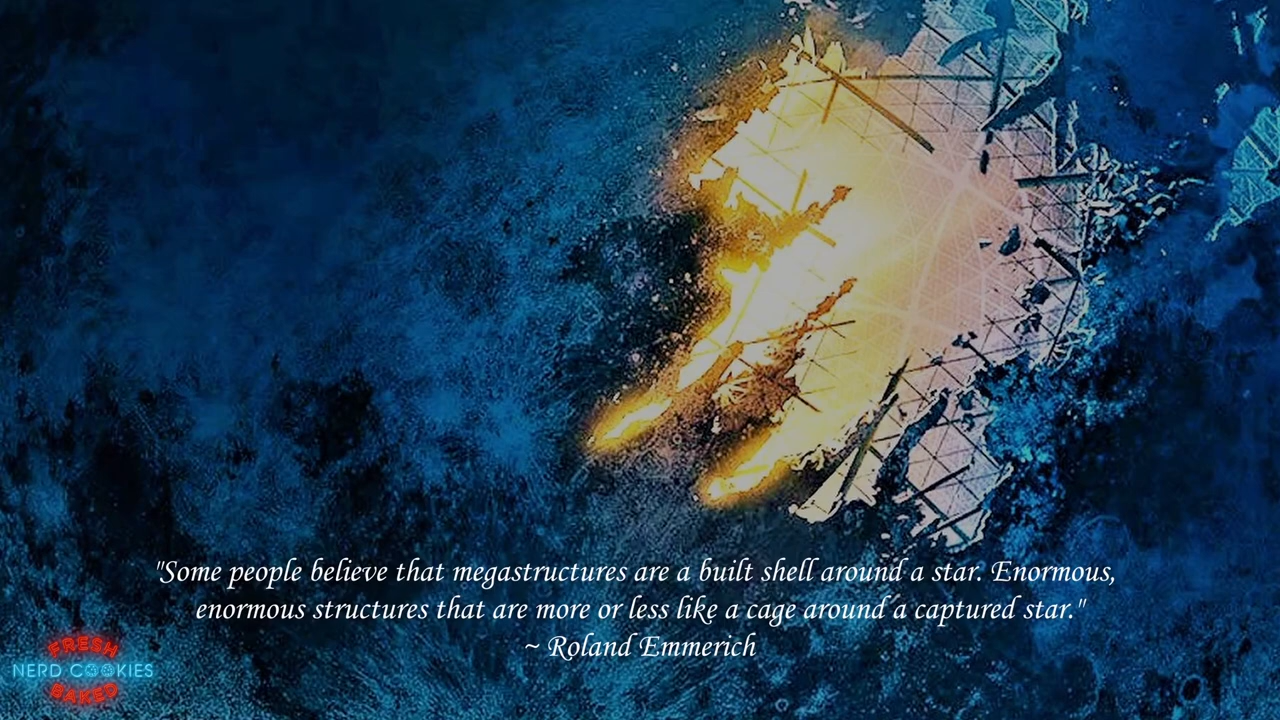 "Some people believe that megastructures are a built shell around a star. Enormous,
enormous structures that are more or less like a cage around a captured star."
~ Roland Emmerich
FRESH
NERD COOKIES
BAKED